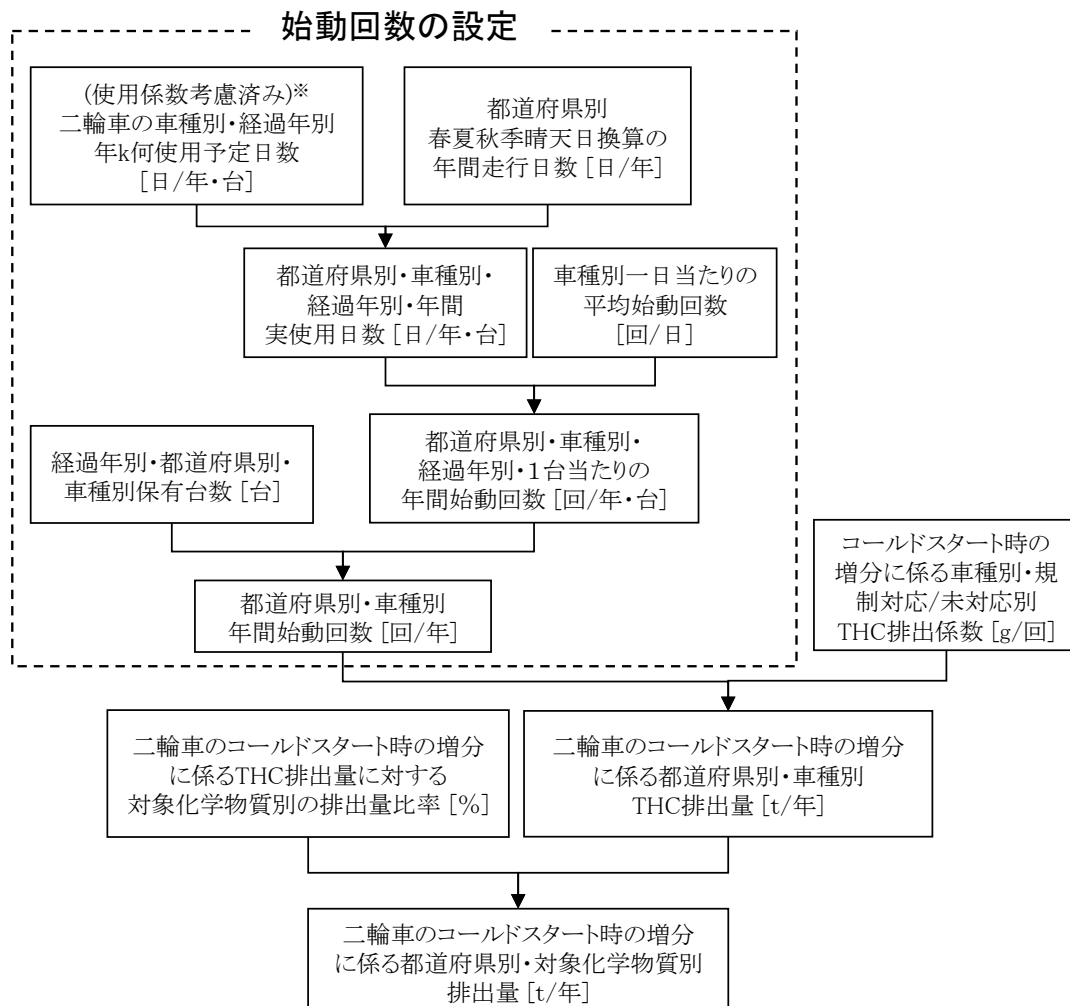 始動回数の設定
(使用係数考慮済み)※
二輪車の車種別・経過年別
年k何使用予定日数
[日/年・台]
都道府県別
春夏秋季晴天日換算の
年間走行日数 [日/年]
都道府県別・車種別・
経過年別・年間
実使用日数 [日/年・台]
車種別一日当たりの
平均始動回数
[回/日]
経過年別・都道府県別・
車種別保有台数 [台]
都道府県別・車種別・
経過年別・１台当たりの
年間始動回数 [回/年・台]
コールドスタート時の
増分に係る車種別・規
制対応/未対応別
THC排出係数 [g/回]
都道府県別・車種別
年間始動回数 [回/年]
二輪車のコールドスタート時の増分
に係るTHC排出量に対する
対象化学物質別の排出量比率 [%]
二輪車のコールドスタート時の増分
に係る都道府県別・車種別
THC排出量 [t/年]
二輪車のコールドスタート時の増分
に係る都道府県別・対象化学物質別
排出量 [t/年]